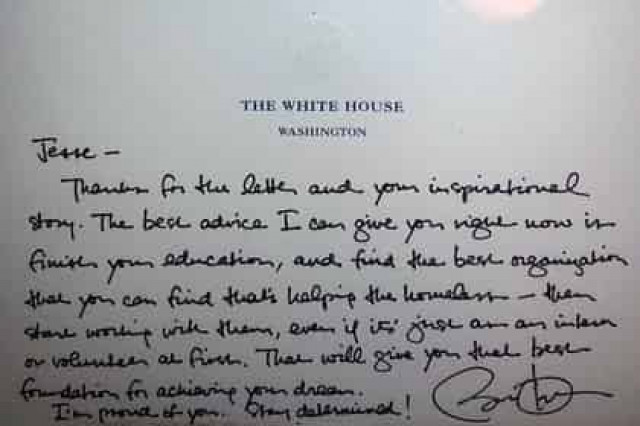 THE WHITE HOUSE
WASHINGTON
Jesse –
Thanks for the letter and your inspirational
story. The best advice I can give you right now is
finish your education, and find the best organization
that you can find that's helping the homeless – then
start working with them, even if it's just as an intern
or volunteer at first. That will give you that best
foundation for achieving your dream.
I'm proud of you. Stay determined!